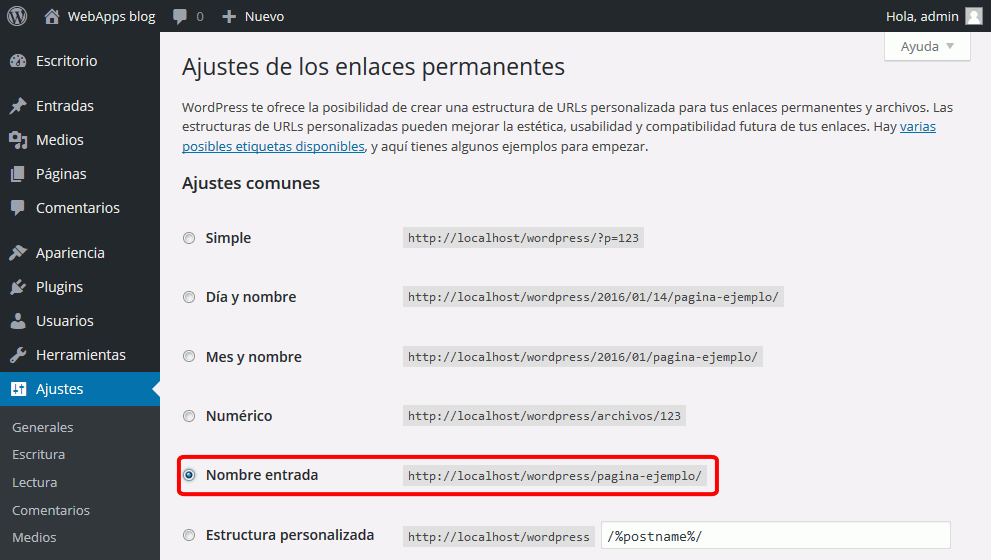 WebApps blog 0 Nuevo Hola, admin
Ayuda
Escritorio
Entradas
Medios
Páginas
Comentarios
Apariencia
Plugins
Usuarios
Herramientas
Ajustes
Generales
Escritura
Lectura
Comentarios
Medios
Ajustes de los enlaces permanentes
WordPress te ofrece la posibilidad de crear una estructura de URLs personalizada para tus enlaces permanentes y archivos. Las
estructuras de URLs personalizadas pueden mejorar la estética, usabilidad y compatibilidad futura de tus enlaces. Hay varias
posibles etiquetas disponibles, y aquí tienes algunos ejemplos para empezar.
Ajustes comunes
Simple http://localhost/wordpress/?p=123
Día y nombre http://localhost/wordpress/2016/01/14/pagina-ejemplo/
Mes y nombre http://localhost/wordpress/2016/01/pagina-ejemplo/
Numérico http://localhost/wordpress/archivos/123
Nombre entrada http://localhost/wordpress/pagina-ejemplo/
Estructura personalizada http://localhost/wordpress /%postname%/